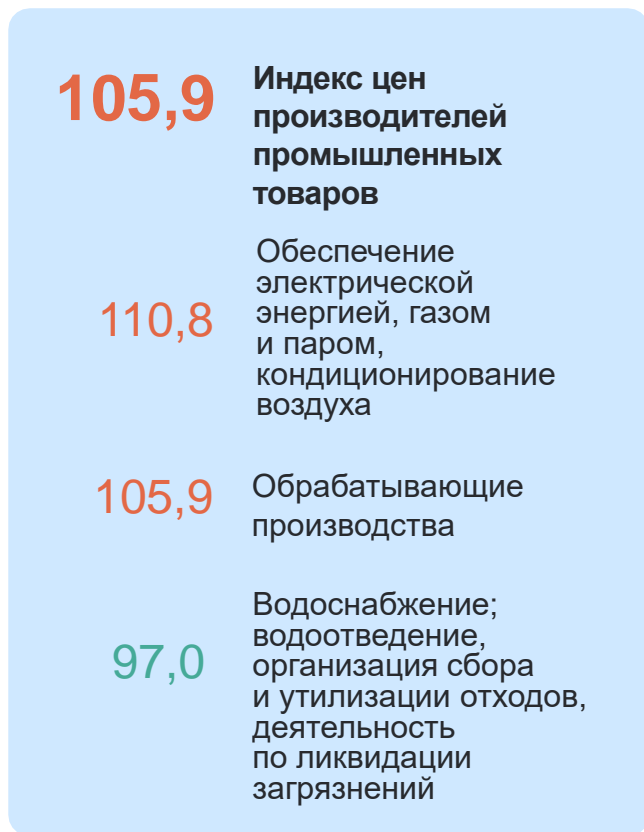 105,9
Индекс цен
производителей
промышленных
товаров
110,8
Обеспечение
электрической
энергией, газом
и паром,
кондиционирование
воздуха
105,9
Обрабатывающие
производства
97,0
Водоснабжение;
водоотведение,
организация сбора
и утилизации отходов,
деятельность
по ликвидации
загрязнений